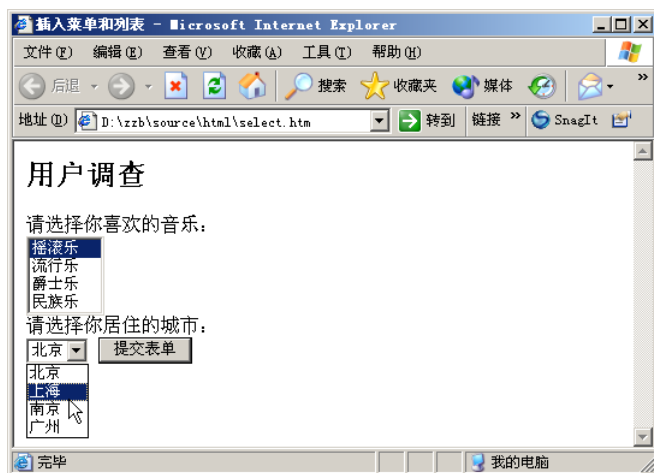 插入菜单和列表 - Microsoft Internet Explorer
文件(F) 编辑(E) 查看(V) 收藏(A) 工具(T) 帮助(H)
后退 搜索 收藏夹 媒体 »
地址(D) D:\zzb\source\html\select.htm 转到 链接 » SnagIt
用户调查
请选择你喜欢的音乐:
摇滚乐
流行乐
爵士乐
民族乐
请选择你居住的城市:
北京 提交表单
北京
上海
南京
广州
完毕 我的电脑